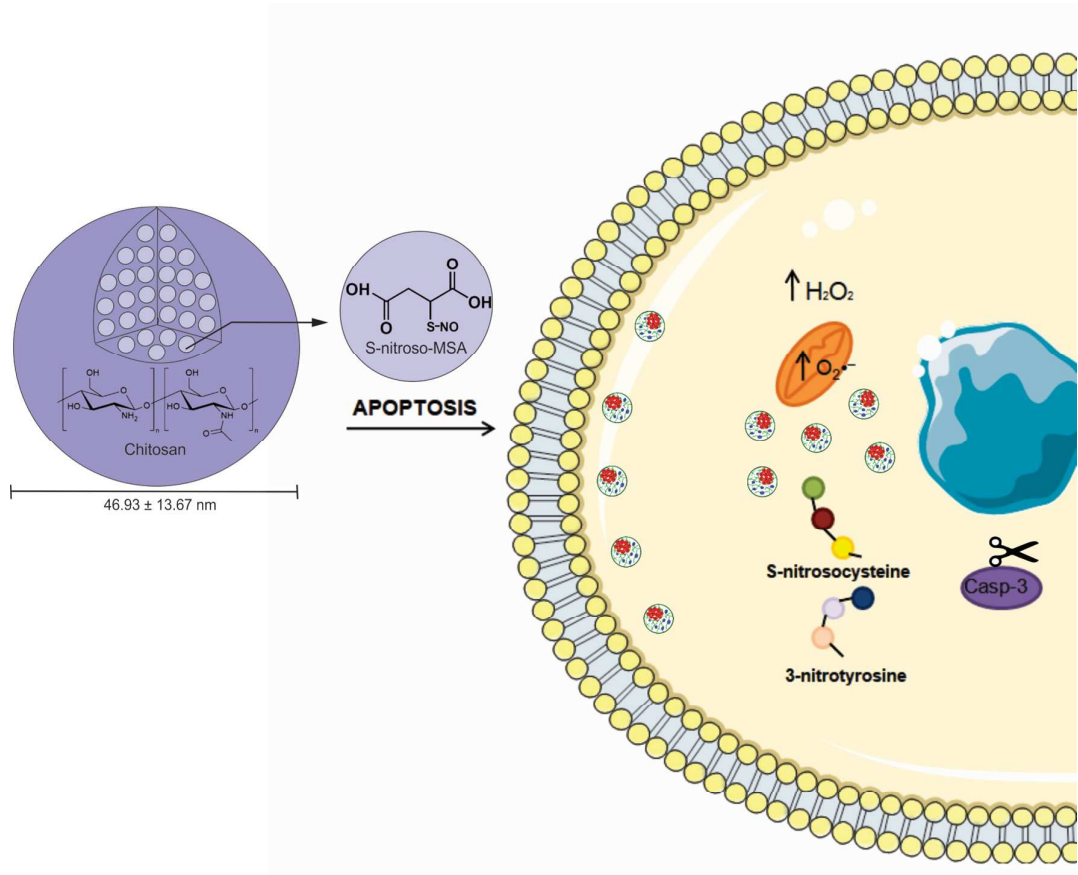 OH
O
OH
O
S-NO
S-nitroso-MSA
OH
O
HO
NH₂
O
n
OH
O
HO
NH
O
O
n
Chitosan
46.93 ± 13.67 nm
APOPTOSIS
↑ H₂O₂
↑ O₂•–
S-nitrosocysteine
3-nitrotyrosine
Casp-3